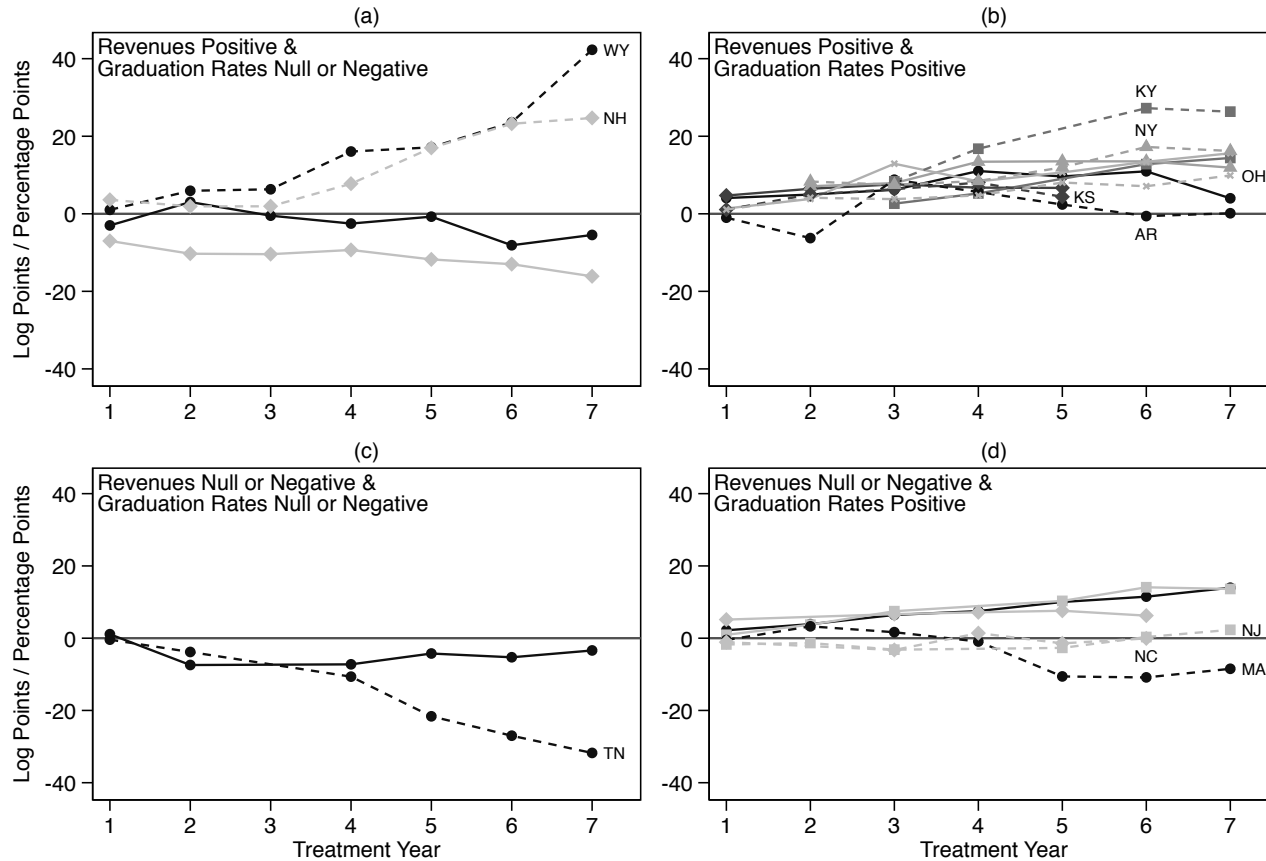 (a)
Revenues Positive &
Graduation Rates Null or Negative
WY
NH
Log Points / Percentage Points
40
20
0
-20
-40
1 2 3 4 5 6 7
(b)
Revenues Positive &
Graduation Rates Positive
KY
NY
OH
KS
AR
40
20
0
-20
-40
1 2 3 4 5 6 7
(c)
Revenues Null or Negative &
Graduation Rates Null or Negative
TN
Log Points / Percentage Points
40
20
0
-20
-40
1 2 3 4 5 6 7
Treatment Year
(d)
Revenues Null or Negative &
Graduation Rates Positive
NJ
NC
MA
40
20
0
-20
-40
1 2 3 4 5 6 7
Treatment Year